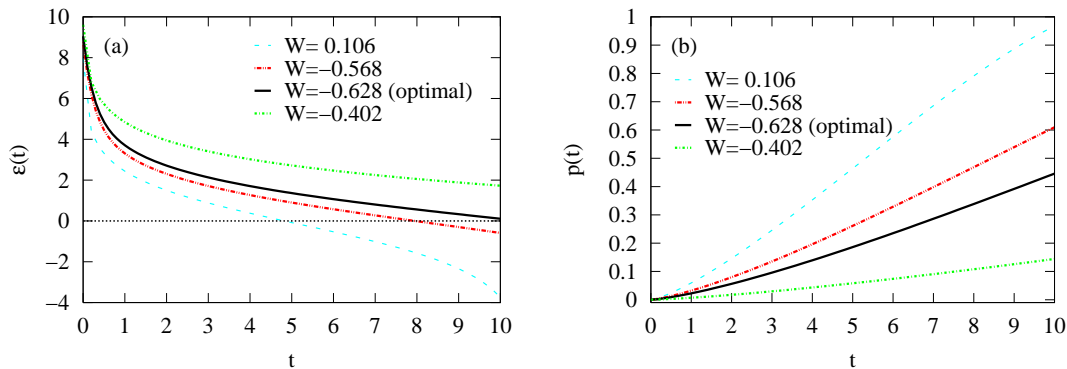 (a)
W= 0.106
W=−0.568
W=−0.628 (optimal)
W=−0.402
10
8
6
4
2
0
−2
−4
ε(t)
0 1 2 3 4 5 6 7 8 9 10
t
(b)
W= 0.106
W=−0.568
W=−0.628 (optimal)
W=−0.402
1
0.9
0.8
0.7
0.6
0.5
0.4
0.3
0.2
0.1
0
p(t)
0 1 2 3 4 5 6 7 8 9 10
t